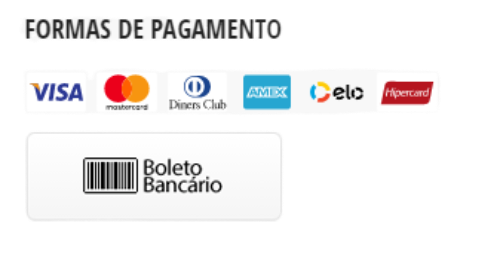 FORMAS DE PAGAMENTO
VISA mastercard Diners Club AMEX elo Hipercard
Boleto
Bancário